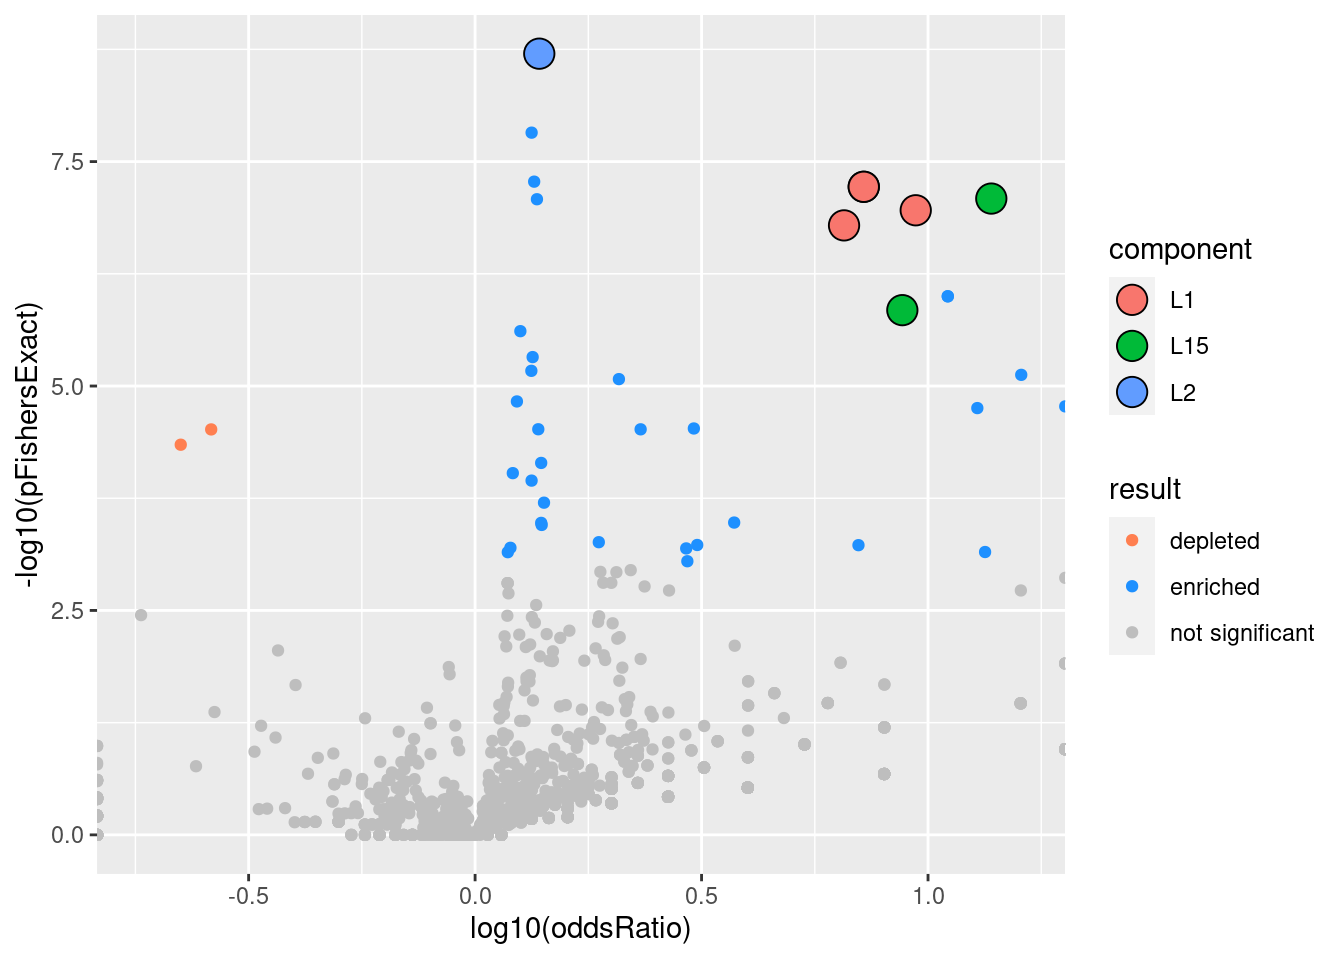 -log10(pFishersExact)
7.5
5.0
2.5
0.0
-0.5
0.0
0.5
1.0
log10(oddsRatio)
component
L1
L15
L2
result
depleted
enriched
not significant